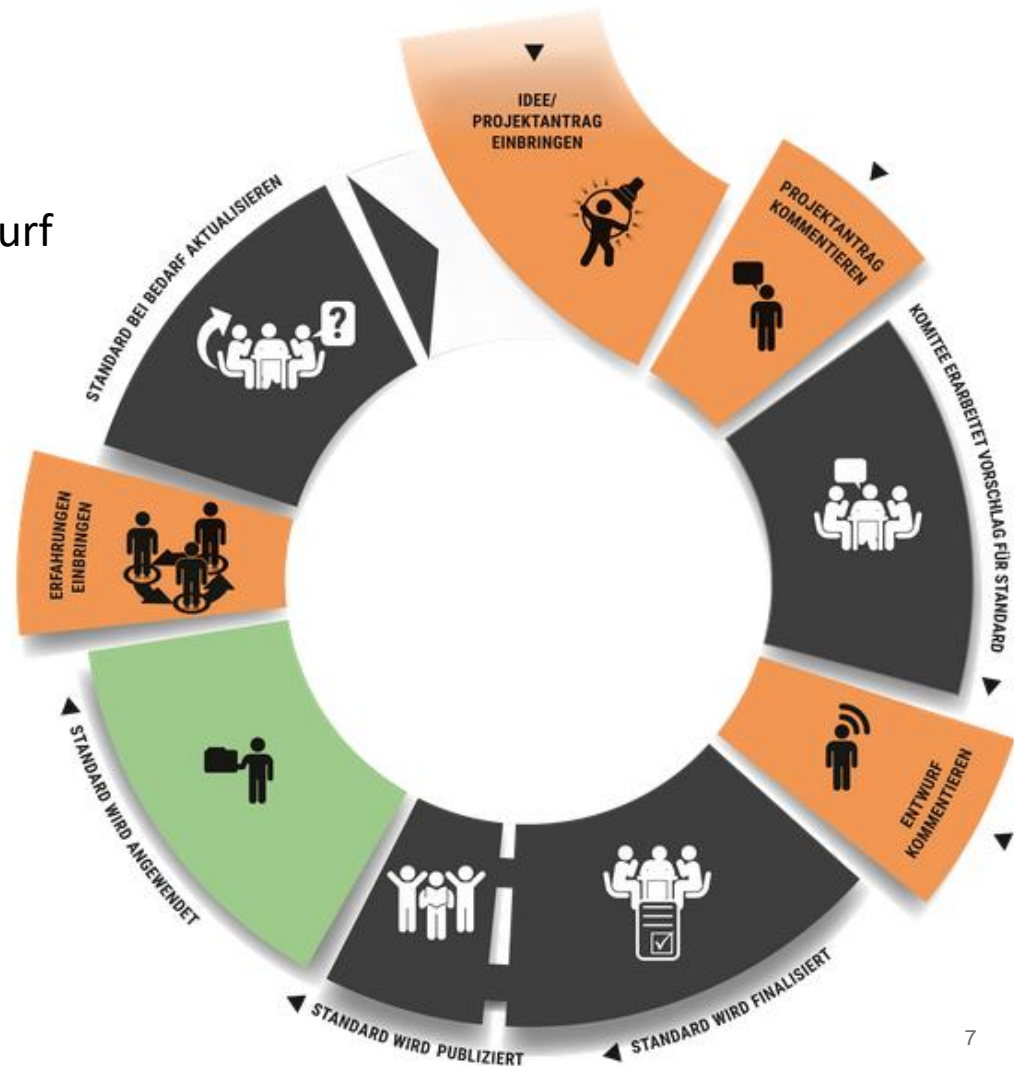 urf
IDEE/
PROJEKTANTRAG
EINBRINGEN
PROJEKTANTRAG
KOMMENTIEREN
KOMITEE ERARBEITET VORSCHLAG FÜR STANDARD
ENTWURF
KOMMENTIEREN
STANDARD WIRD FINALISIERT
STANDARD WIRD PUBLIZIERT
STANDARD WIRD ANGEWENDET
ERFAHRUNGEN
EINBRINGEN
STANDARD BEI BEDARF AKTUALISIEREN
?
7